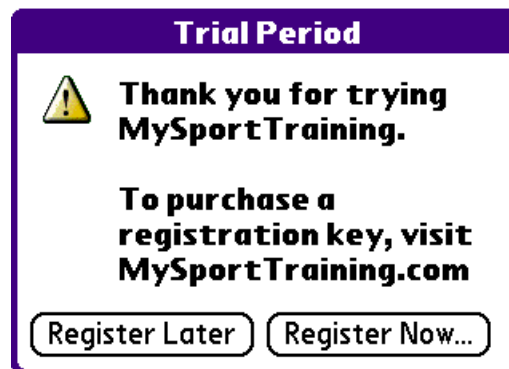 Trial Period
Thank you for trying
MySportTraining.
To purchase a
registration key, visit
MySportTraining.com
Register Later Register Now...